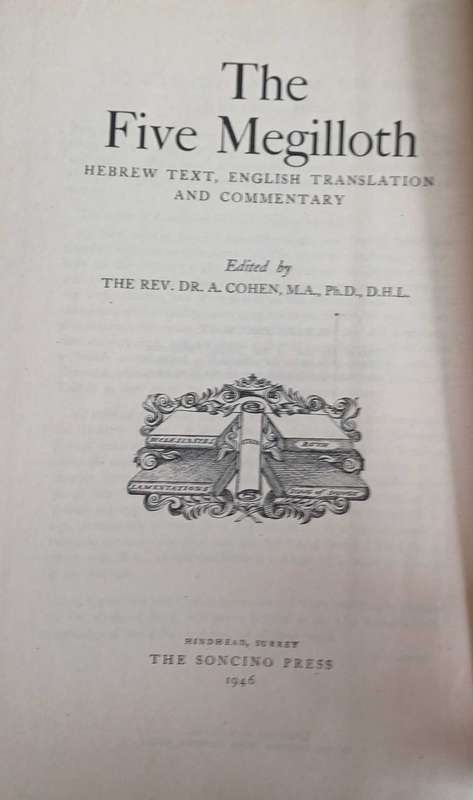 The
Five Megilloth
HEBREW TEXT, ENGLISH TRANSLATION
AND COMMENTARY
Edited by
THE REV. DR. A. COHEN, M.A., Ph.D., D.H.L.
ECCLESIASTES
RUTH
LAMENTATIONS
HINDHEAD, SURREY
THE SONCINO PRESS
1946